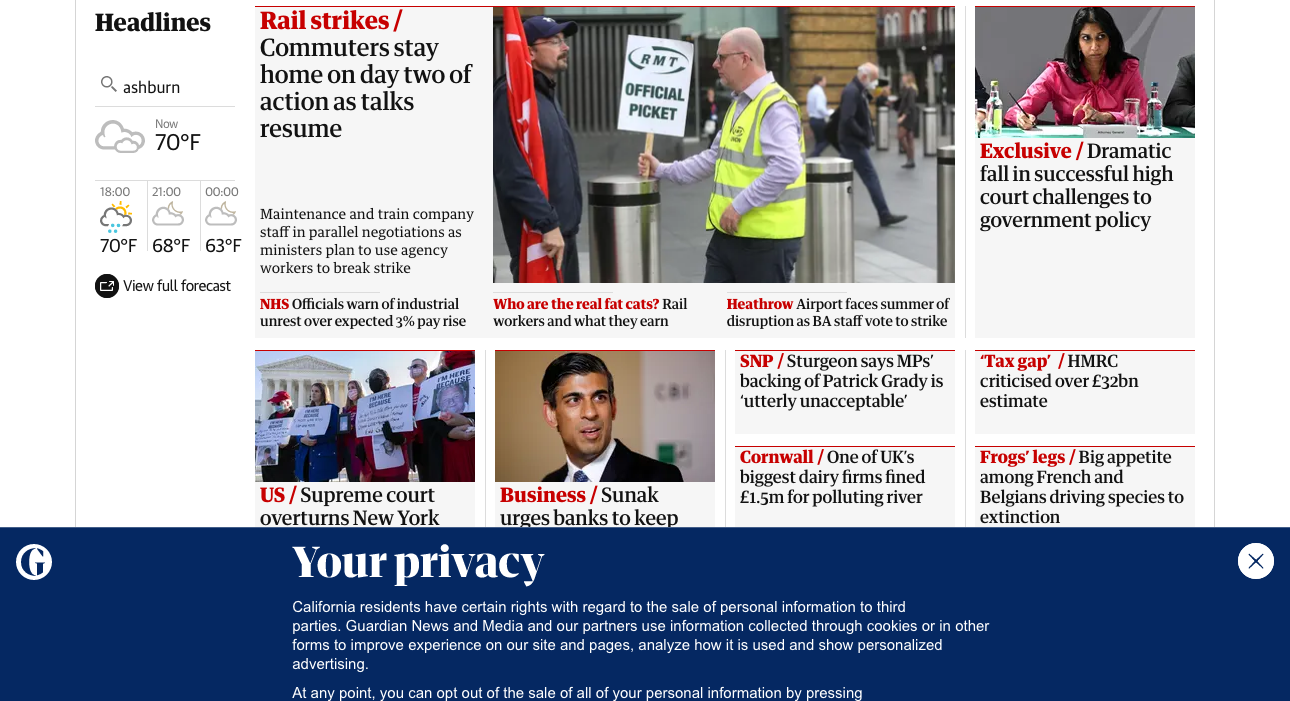 Headlines
ashburn
Now
70°F
18:00
21:00
00:00
70°F
68°F
63°F
View full forecast
Rail strikes /
Commuters stay
home on day two of
action as talks
resume
Maintenance and train company
staff in parallel negotiations as
ministers plan to use agency
workers to break strike
RMT
OFFICIAL
PICKET
Exclusive / Dramatic
fall in successful high
court challenges to
government policy
NHS Officials warn of industrial
unrest over expected 3% pay rise
Who are the real fat cats? Rail
workers and what they earn
Heathrow Airport faces summer of
disruption as BA staff vote to strike
I'M HERE
BECAUSE
I'M HERE
BECAUSE
I'M HERE
BECAUSE
US / Supreme court
overturns New York
CBI
Business / Sunak
urges banks to keep
SNP / Sturgeon says MPs’
backing of Patrick Grady is
‘utterly unacceptable’
‘Tax gap’ / HMRC
criticised over £32bn
estimate
Cornwall / One of UK’s
biggest dairy firms fined
£1.5m for polluting river
Frogs’ legs / Big appetite
among French and
Belgians driving species to
extinction
G
Your privacy
California residents have certain rights with regard to the sale of personal information to third
parties. Guardian News and Media and our partners use information collected through cookies or in other
forms to improve experience on our site and pages, analyze how it is used and show personalized
advertising.
At any point, you can opt out of the sale of all of your personal information by pressing